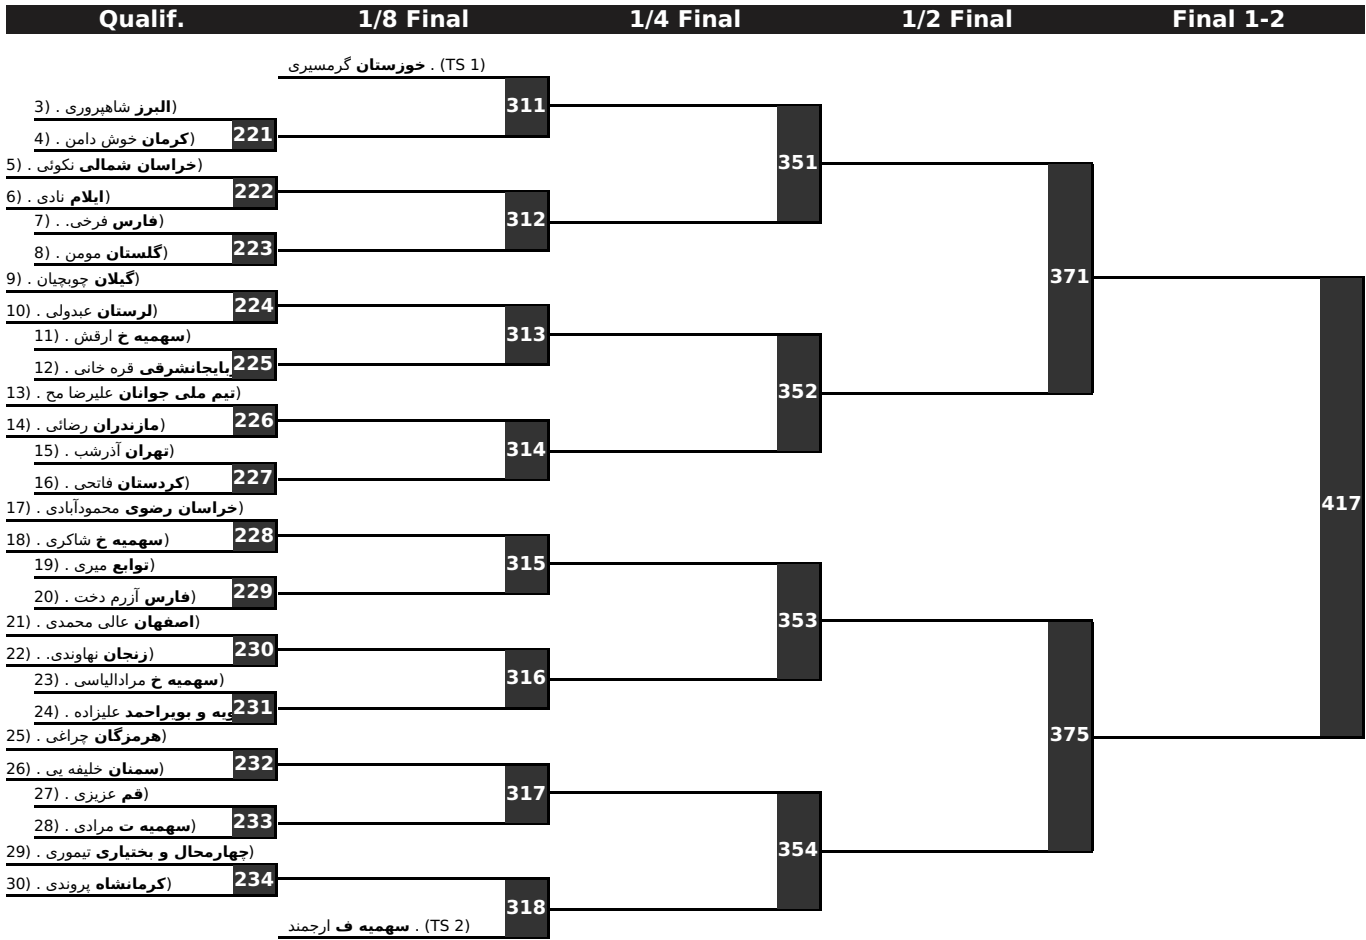 Qualif. 1/8 Final 1/4 Final 1/2 Final Final 1-2
خوزستان گرمسیری . (TS 1)
311
3) . البرز شاهپروری)
221
4) . کرمان خوش دامن)
351
5) . خراسان شمالی نکوئی)
222
6) . ایلام نادی)
312
7) . فارس فرخی.)
223
8) . گلستان مومن)
371
9) . گیلان چوبچیان)
224
10) . لرستان عبدولی)
313
11) . سهمیه خ ارقش)
225
12) . بایجانشرقی قره خانی
352
13) . تیم ملی جوانان علیرضا مح)
226
14) . مازندران رضائی)
314
15) . تهران آذرشب)
227
16) . کردستان فاتحی)
417
17) . خراسان رضوی محمودآبادی)
228
18) . سهمیه خ شاکری)
315
19) . توابع میری)
229
20) . فارس آزرم دخت)
353
21) . اصفهان عالی محمدی)
230
22) . زنجان نهاوندی.)
316
23) . سهمیه خ مرادالیاسی)
231
24) . ویه و بویراحمد علیزاده
375
25) . هرمزگان چراغی)
232
26) . سمنان خلیفه یی)
317
27) . قم عزیزی)
233
28) . سهمیه ت مرادی)
354
29) . چهارمحال و بختیاری تیموری)
234
30) . کرمانشاه پروندی)
318
سهمیه ف ارجمند . (TS 2)